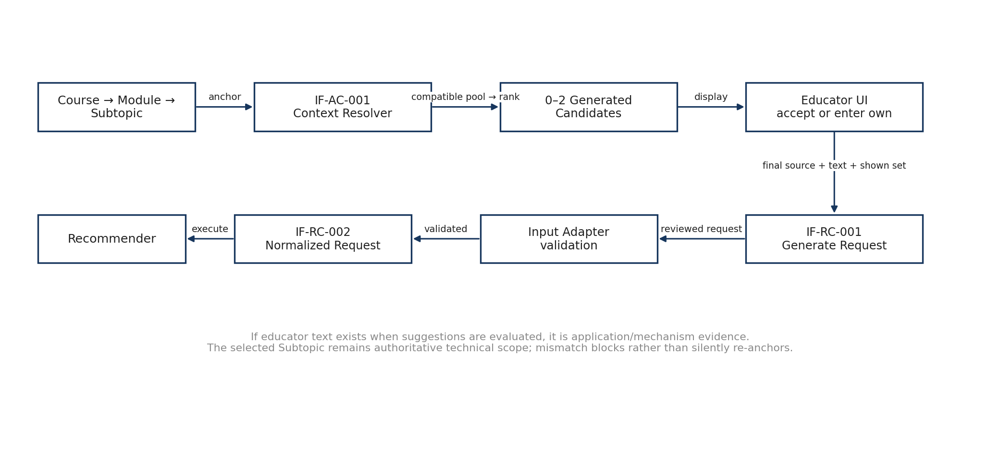 Course → Module →
Subtopic
anchor
IF-AC-001
Context Resolver
compatible pool → rank
0–2 Generated
Candidates
display
Educator UI
accept or enter own
final source + text + shown set
Recommender
execute
IF-RC-002
Normalized Request
validated
Input Adapter
validation
reviewed request
IF-RC-001
Generate Request
If educator text exists when suggestions are evaluated, it is application/mechanism evidence.
The selected Subtopic remains authoritative technical scope; mismatch blocks rather than silently re-anchors.